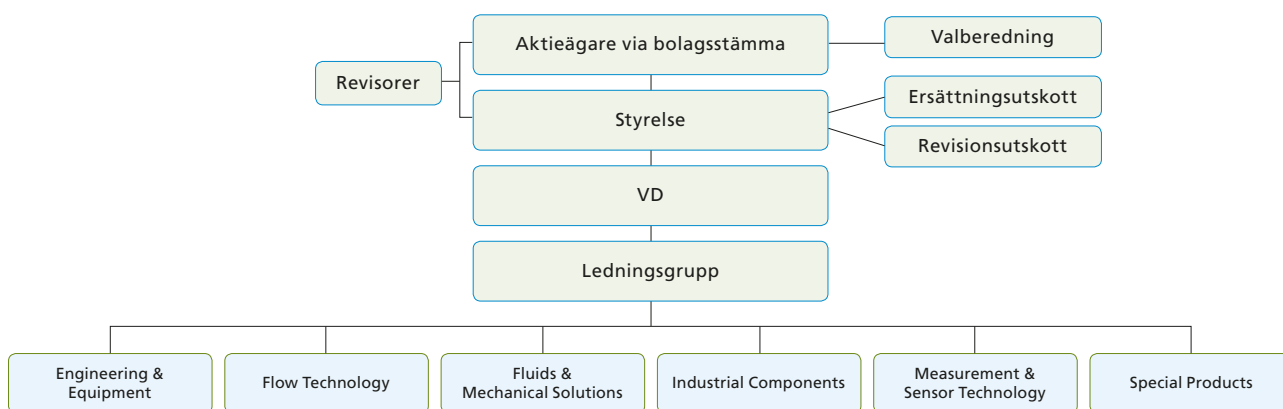 Aktieägare via bolagsstämma
Valberedning
Revisorer
Ersättningsutskott
Styrelse
Revisionsutskott
VD
Ledningsgrupp
Engineering &
Equipment
Flow Technology
Fluids &
Mechanical Solutions
Industrial Components
Measurement &
Sensor Technology
Special Products